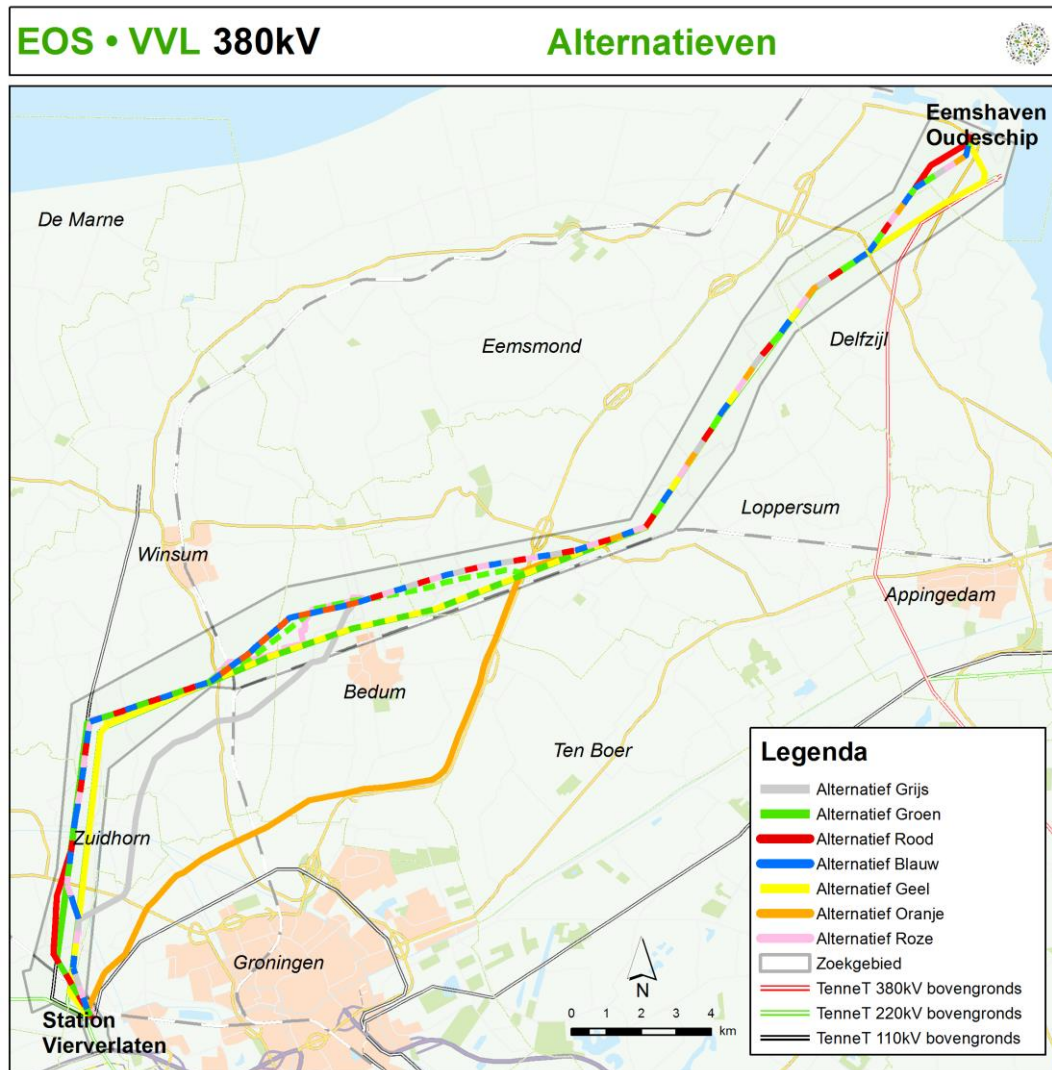 EOS • VVL 380kV
Alternatieven
Eemshaven
Oudeschip
De Marne
Eemsmond
Delfzijl
Loppersum
Winsum
Appingedam
Bedum
Ten Boer
Zuidhorn
Groningen
Station
Vierverlaten
N
0 1 2 3 4
km
Legenda
Alternatief Grijs
Alternatief Groen
Alternatief Rood
Alternatief Blauw
Alternatief Geel
Alternatief Oranje
Alternatief Roze
Zoekgebied
TenneT 380kV bovengronds
TenneT 220kV bovengronds
TenneT 110kV bovengronds